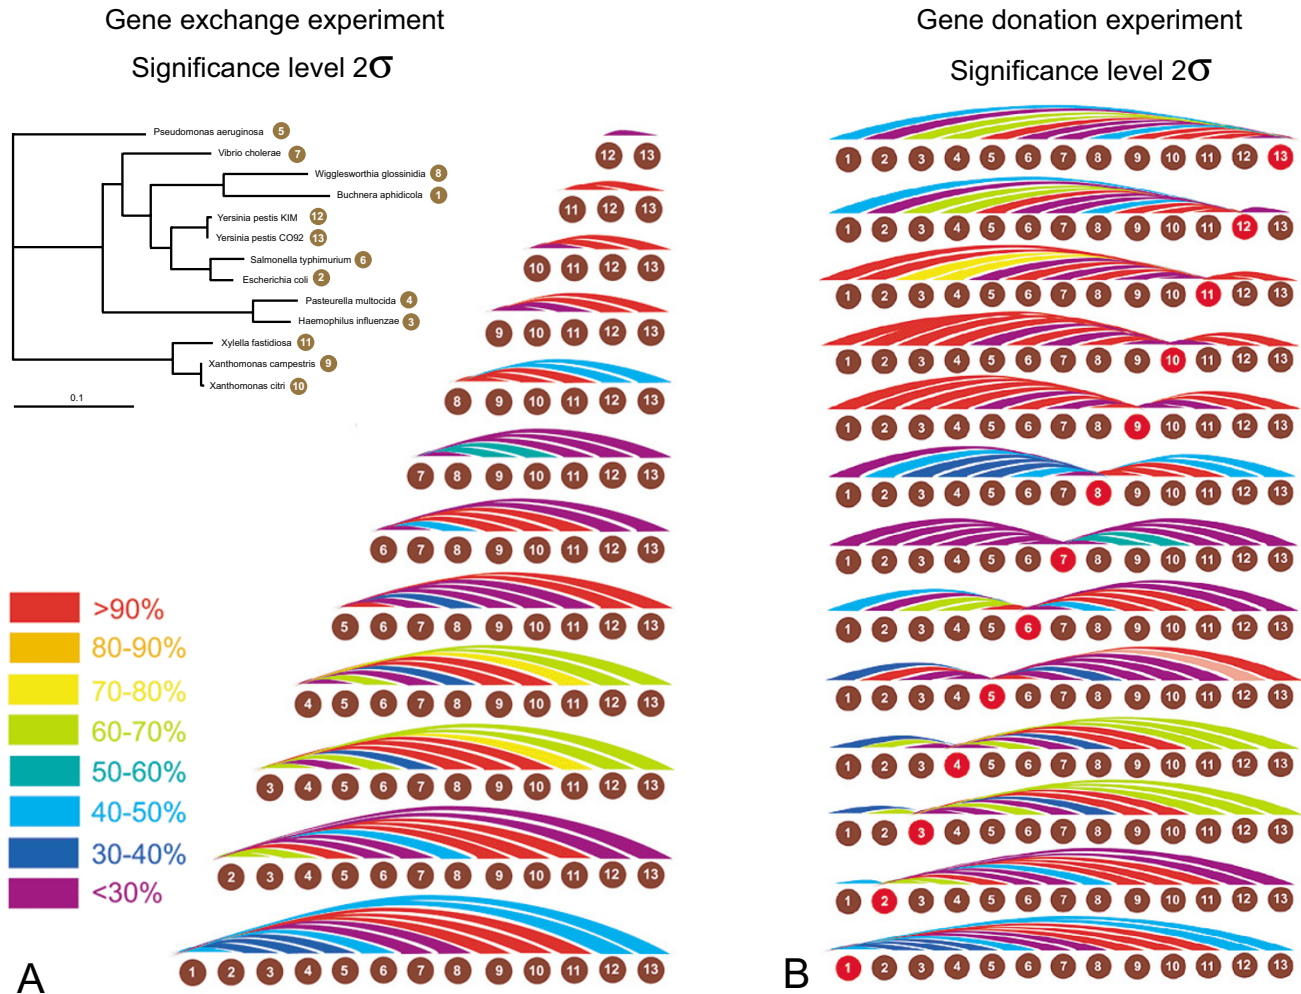 Gene exchange experiment
Significance level 2σ
Gene donation experiment
Significance level 2σ
Pseudomonas aeruginosa 5
Vibrio cholerae 7
Wigglesworthia glossinidia 8
Buchnera aphidicola 1
Yersinia pestis KIM 12
Yersinia pestis CO92 13
Salmonella typhimurium 6
Escherichia coli 2
Pasteurella multocida 4
Haemophilus influenzae 3
Xylella fastidiosa 11
Xanthomonas campestris 9
Xanthomonas citri 10
0.1
12 13
11 12 13
10 11 12 13
9 10 11 12 13
8 9 10 11 12 13
7 8 9 10 11 12 13
6 7 8 9 10 11 12 13
5 6 7 8 9 10 11 12 13
4 5 6 7 8 9 10 11 12 13
3 4 5 6 7 8 9 10 11 12 13
2 3 4 5 6 7 8 9 10 11 12 13
1 2 3 4 5 6 7 8 9 10 11 12 13
>90%
80-90%
70-80%
60-70%
50-60%
40-50%
30-40%
<30%
A
1 2 3 4 5 6 7 8 9 10 11 12 13
1 2 3 4 5 6 7 8 9 10 11 12 13
1 2 3 4 5 6 7 8 9 10 11 12 13
1 2 3 4 5 6 7 8 9 10 11 12 13
1 2 3 4 5 6 7 8 9 10 11 12 13
1 2 3 4 5 6 7 8 9 10 11 12 13
1 2 3 4 5 6 7 8 9 10 11 12 13
1 2 3 4 5 6 7 8 9 10 11 12 13
1 2 3 4 5 6 7 8 9 10 11 12 13
1 2 3 4 5 6 7 8 9 10 11 12 13
1 2 3 4 5 6 7 8 9 10 11 12 13
1 2 3 4 5 6 7 8 9 10 11 12 13
1 2 3 4 5 6 7 8 9 10 11 12 13
B